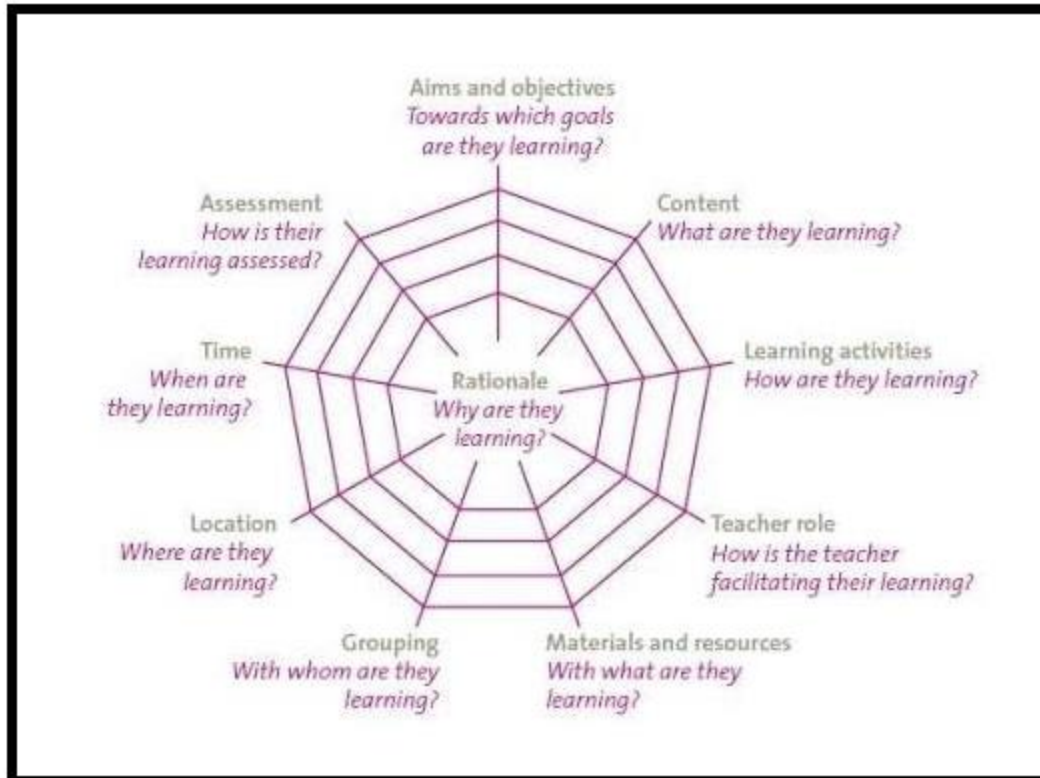 Aims and objectives
Towards which goals
are they learning?
Content
What are they learning?
Learning activities
How are they learning?
Teacher role
How is the teacher
facilitating their learning?
Materials and resources
With what are they
learning?
Grouping
With whom are they
learning?
Location
Where are they
learning?
Time
When are
they learning?
Assessment
How is their
learning assessed?
Rationale
Why are they
learning?